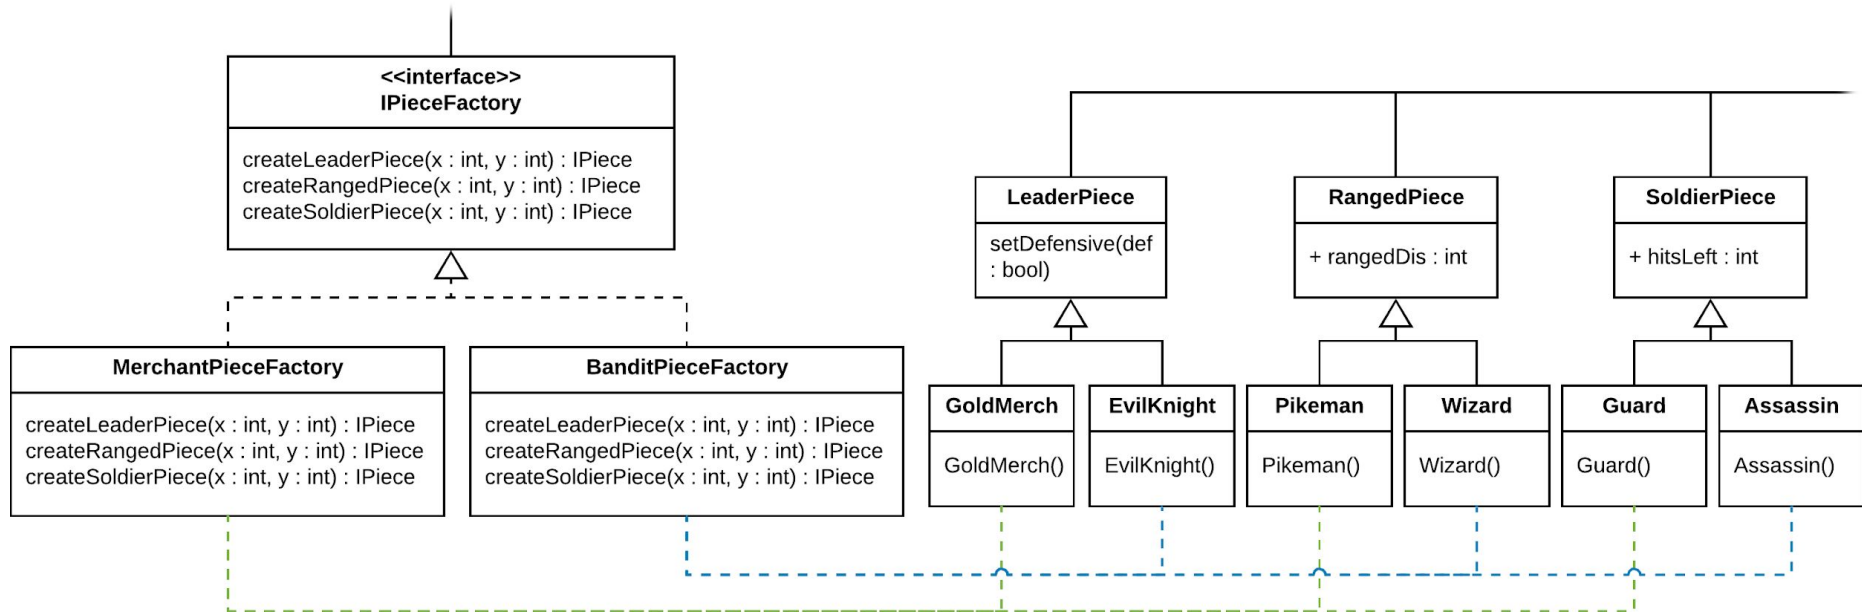 <<interface>>
IPieceFactory
createLeaderPiece(x : int, y : int) : IPiece
createRangedPiece(x : int, y : int) : IPiece
createSoldierPiece(x : int, y : int) : IPiece
LeaderPiece
setDefensive(def
: bool)
RangedPiece
+ rangedDis : int
SoldierPiece
+ hitsLeft : int
MerchantPieceFactory
createLeaderPiece(x : int, y : int) : IPiece
createRangedPiece(x : int, y : int) : IPiece
createSoldierPiece(x : int, y : int) : IPiece
BanditPieceFactory
createLeaderPiece(x : int, y : int) : IPiece
createRangedPiece(x : int, y : int) : IPiece
createSoldierPiece(x : int, y : int) : IPiece
GoldMerch
GoldMerch()
EvilKnight
EvilKnight()
Pikeman
Pikeman()
Wizard
Wizard()
Guard
Guard()
Assassin
Assassin()